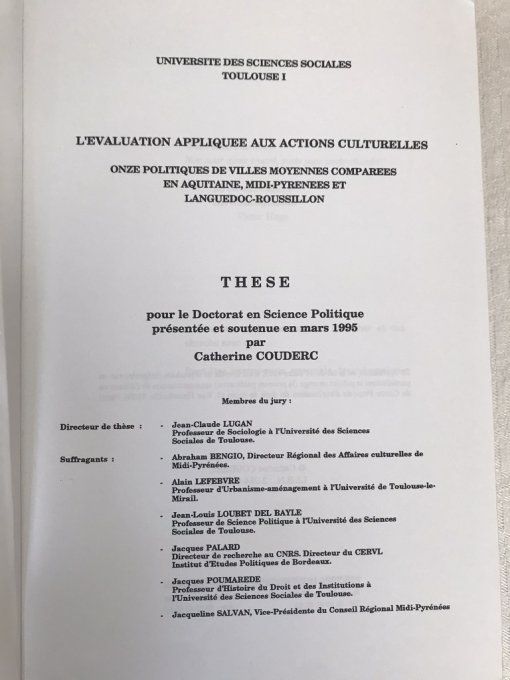 UNIVERSITE DES SCIENCES SOCIALES
TOULOUSE I
L'EVALUATION APPLIQUEE AUX ACTIONS CULTURELLES
ONZE POLITIQUES DE VILLES MOYENNES COMPAREES
EN AQUITAINE, MIDI-PYRENEES ET
LANGUEDOC-ROUSSILLON
THESE
pour le Doctorat en Science Politique
présentée et soutenue en mars 1995
par
Catherine COUDERC
Membres du jury :
Directeur de thèse : - Jean-Claude LUGAN
Professeur de Sociologie à l'Université des Sciences
Sociales de Toulouse.
Suffragants : - Abraham BENGIO, Directeur Régional des Affaires culturelles de
Midi-Pyrénées.
- Alain LEFEBVRE
Professeur d'Urbanisme-aménagement à l'Université de Toulouse-le-
Mirail.
- Jean-Louis LOUBET DEL BAYLE
Professeur de Science Politique à l'Université des Sciences
Sociales de Toulouse.
- Jacques PALARD
Directeur de recherche au CNRS. Directeur du CERVL
Institut d'Etudes Politiques de Bordeaux.
- Jacques POUMAREDE
Professeur d'Histoire du Droit et des Institutions à
l'Université des Sciences Sociales de Toulouse.
- Jacqueline SALVAN, Vice-Présidente du Conseil Régional Midi-Pyrénées